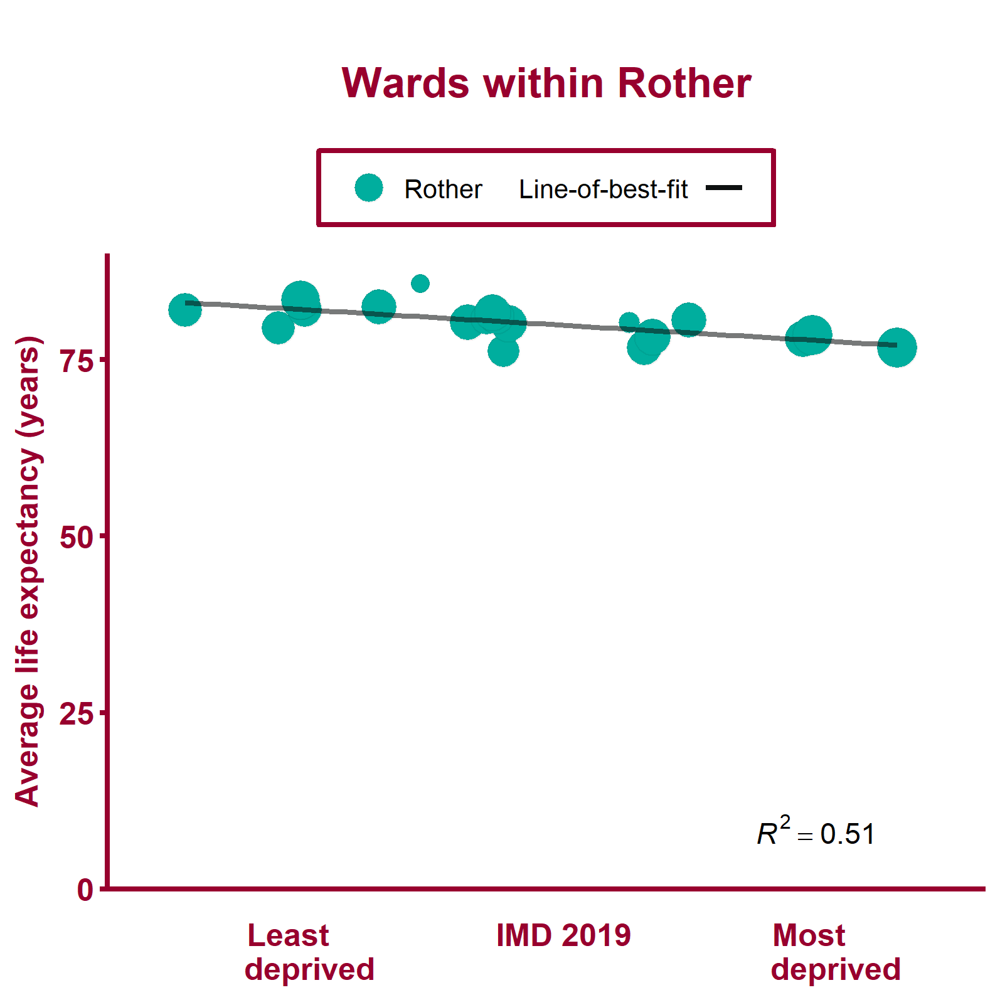 Wards within Rother
Rother Line-of-best-fit
Average life expectancy (years)
75
50
25
0
R² = 0.51
Least deprived
IMD 2019
Most deprived